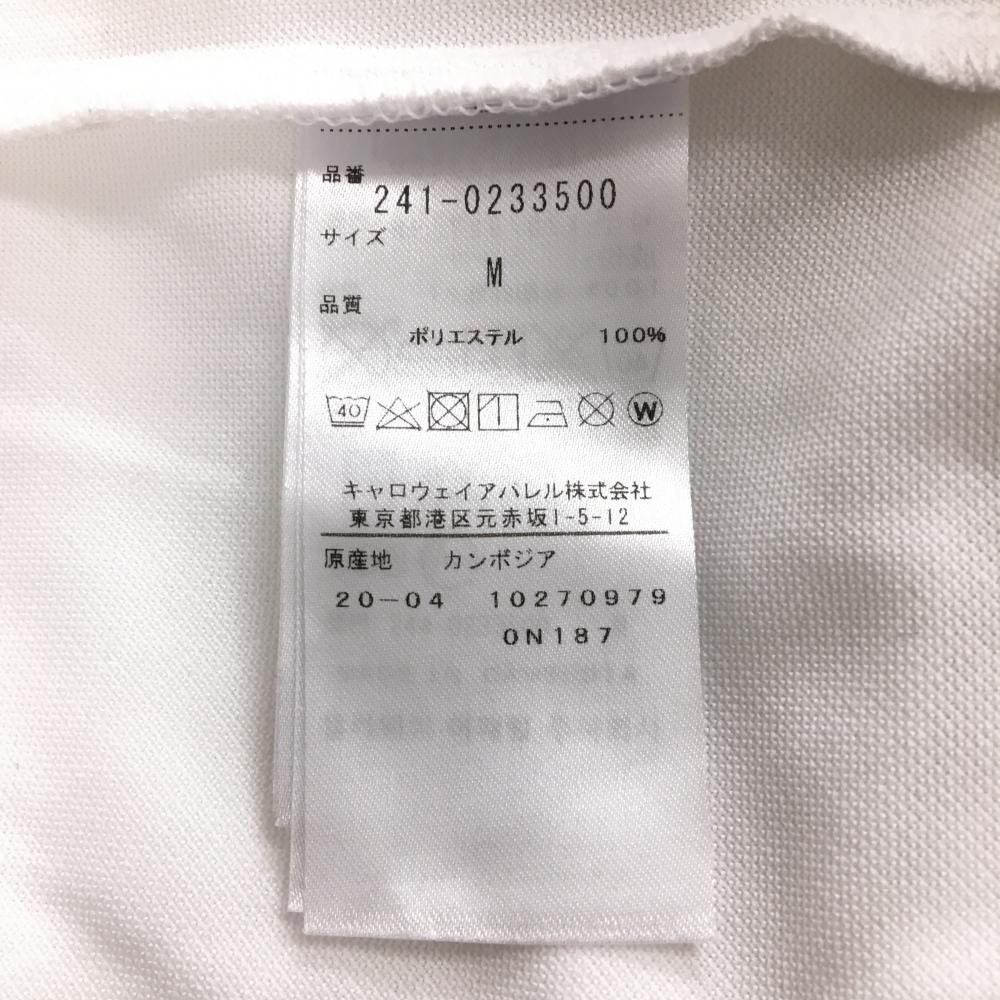 品番
241-0233500
サイズ
M
品質
ポリエステル 100%
40 W
キャロウェイアパレル株式会社
東京都港区元赤坂1-5-12
原産地 カンボジア
20-04 10270979
0N187